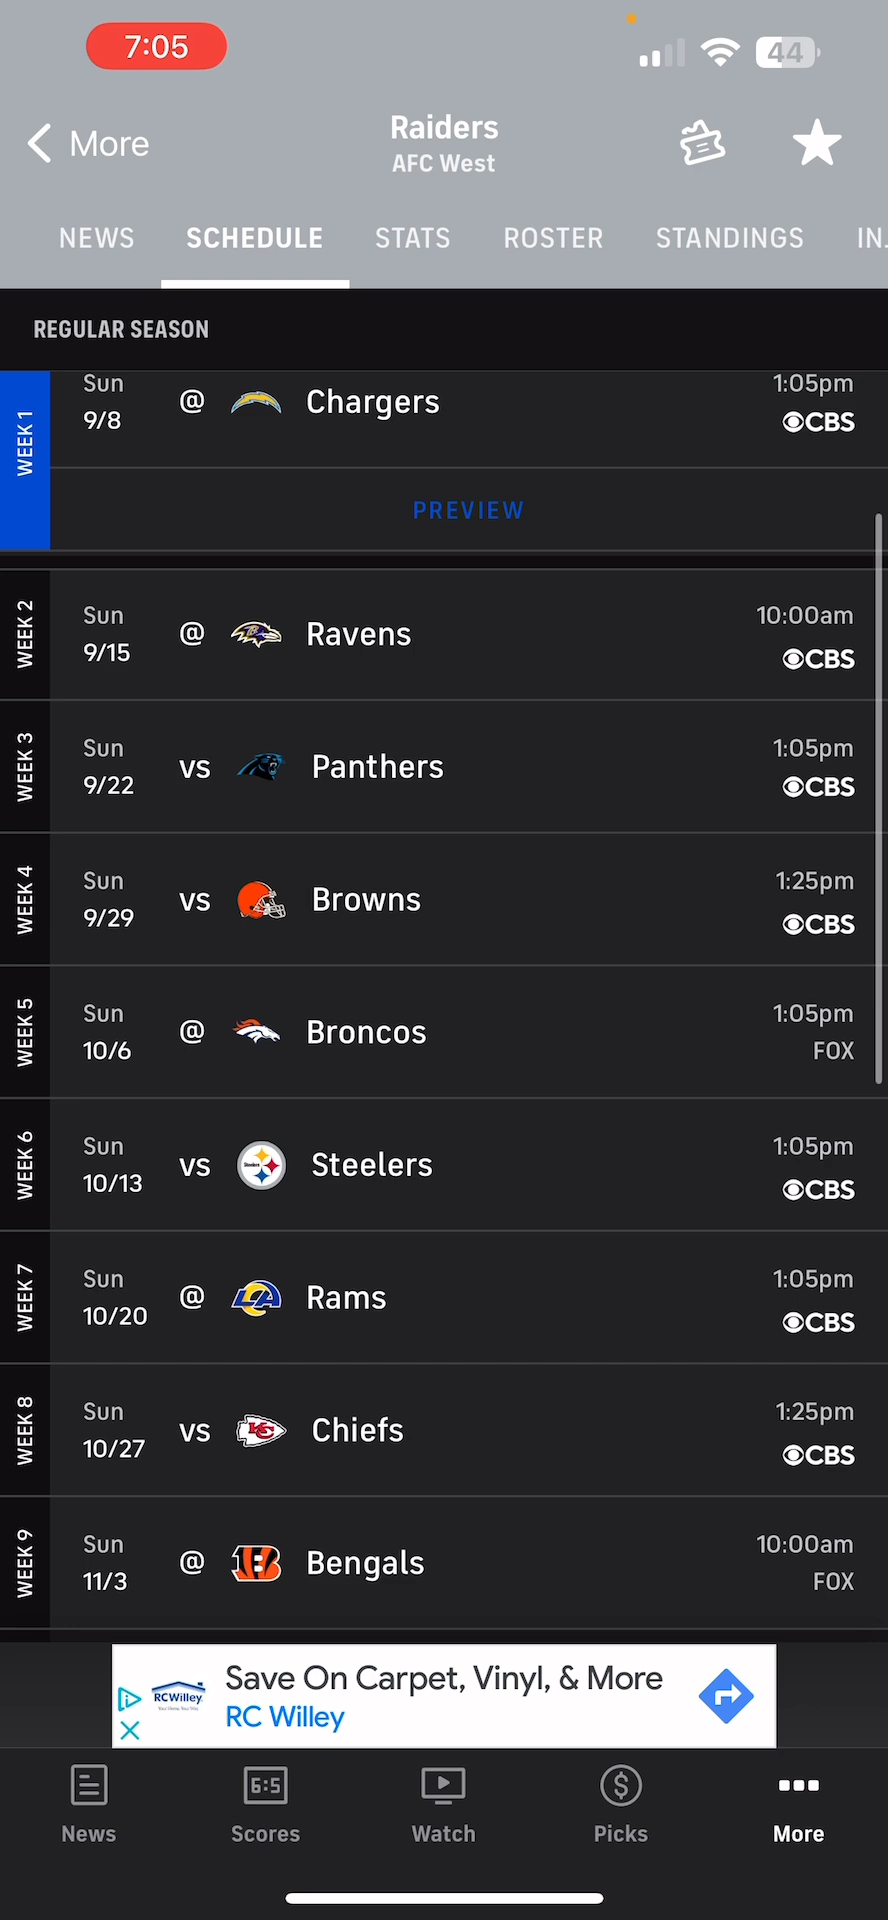 7:05
44
More
Raiders
AFC West
NEWS SCHEDULE STATS ROSTER STANDINGS IN.
REGULAR SEASON
WEEK 1
Sun
9/8
@ Chargers
1:05pm
CBS
PREVIEW
WEEK 2
Sun
9/15
@ Ravens
10:00am
CBS
WEEK 3
Sun
9/22
vs Panthers
1:05pm
CBS
WEEK 4
Sun
9/29
vs Browns
1:25pm
CBS
WEEK 5
Sun
10/6
@ Broncos
1:05pm
FOX
WEEK 6
Sun
10/13
vs Steelers
1:05pm
CBS
WEEK 7
Sun
10/20
@ LA Rams
1:05pm
CBS
WEEK 8
Sun
10/27
vs KC Chiefs
1:25pm
CBS
WEEK 9
Sun
11/3
@ B Bengals
10:00am
FOX
RCWilley
Save On Carpet, Vinyl, & More
RC Willey
6:5
News Scores Watch Picks More